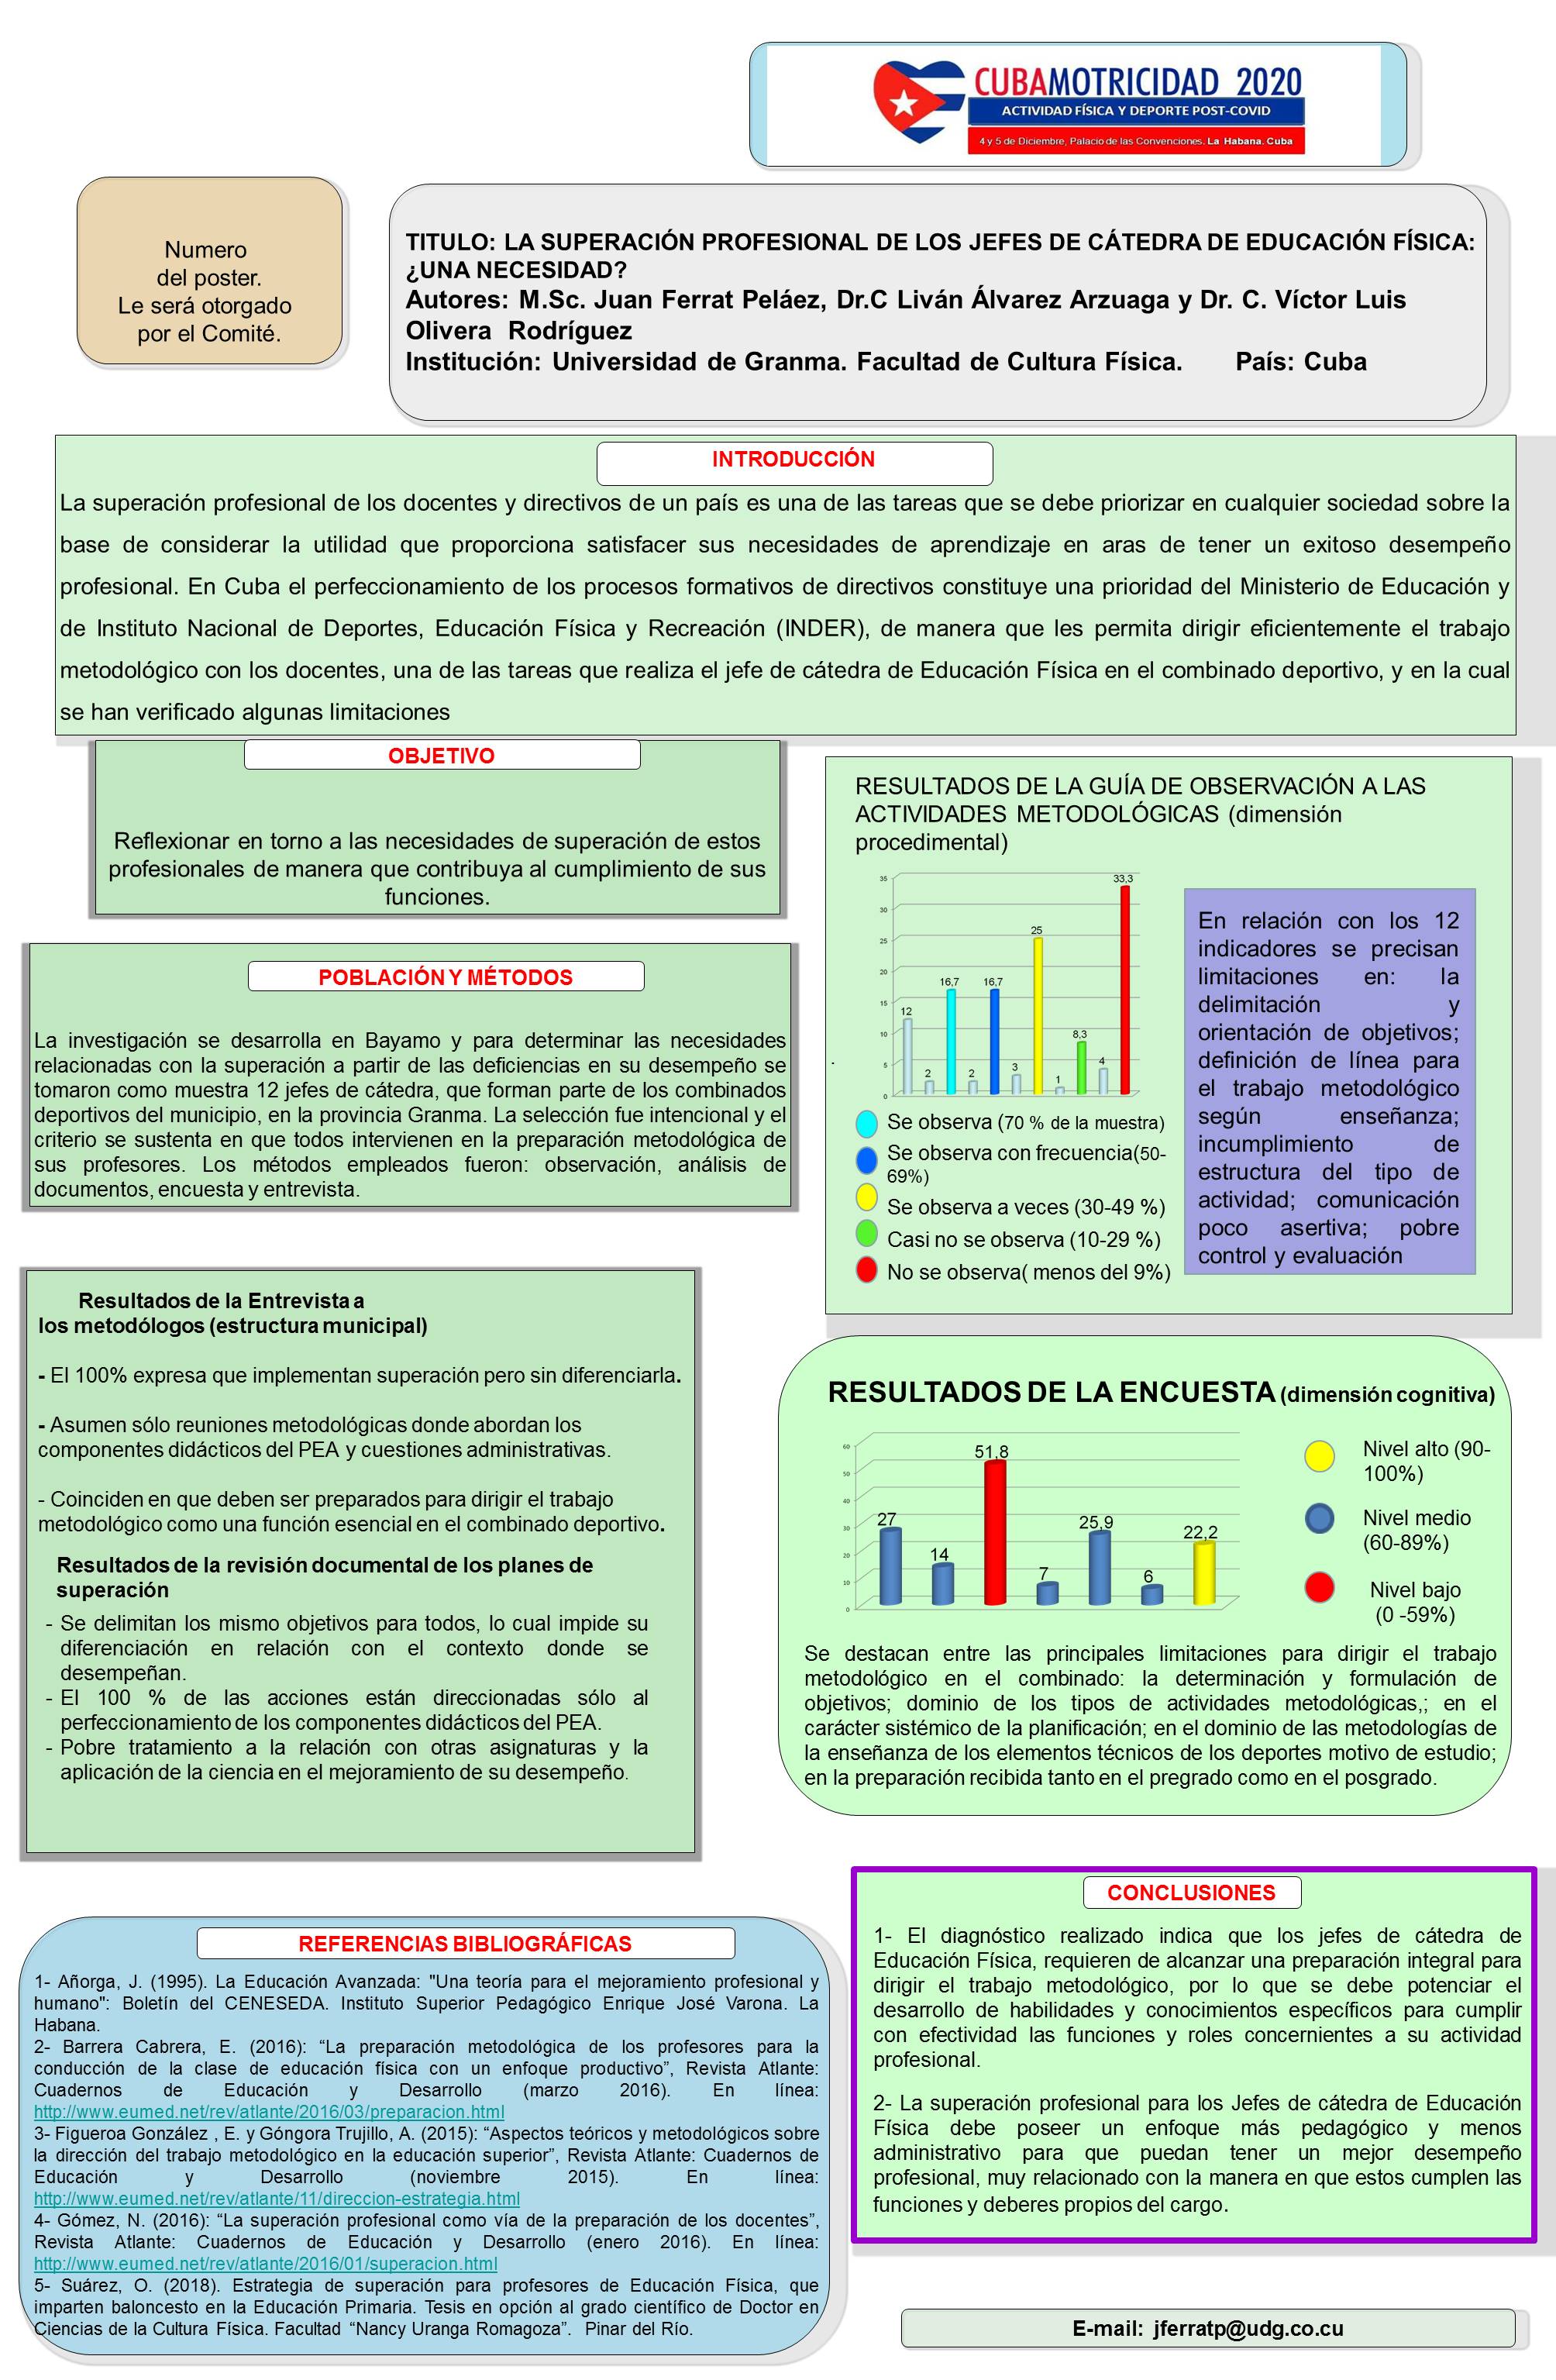 CUBAMOTRICIDAD 2020
ACTIVIDAD FÍSICA Y DEPORTE POST-COVID
4 y 5 de Diciembre, Palacio de las Convenciones. La Habana. Cuba
Numero
del poster.
Le será otorgado
por el Comité.
TITULO: LA SUPERACIÓN PROFESIONAL DE LOS JEFES DE CÁTEDRA DE EDUCACIÓN FÍSICA:
¿UNA NECESIDAD?
Autores: M.Sc. Juan Ferrat Peláez, Dr.C Liván Álvarez Arzuaga y Dr. C. Víctor Luis
Olivera Rodríguez
Institución: Universidad de Granma. Facultad de Cultura Física. País: Cuba
INTRODUCCIÓN
La superación profesional de los docentes y directivos de un país es una de las tareas que se debe priorizar en cualquier sociedad sobre la
base de considerar la utilidad que proporciona satisfacer sus necesidades de aprendizaje en aras de tener un exitoso desempeño
profesional. En Cuba el perfeccionamiento de los procesos formativos de directivos constituye una prioridad del Ministerio de Educación y
de Instituto Nacional de Deportes, Educación Física y Recreación (INDER), de manera que les permita dirigir eficientemente el trabajo
metodológico con los docentes, una de las tareas que realiza el jefe de cátedra de Educación Física en el combinado deportivo, y en la cual
se han verificado algunas limitaciones
OBJETIVO
Reflexionar en torno a las necesidades de superación de estos
profesionales de manera que contribuya al cumplimiento de sus
funciones.
POBLACIÓN Y MÉTODOS
La investigación se desarrolla en Bayamo y para determinar las necesidades
relacionadas con la superación a partir de las deficiencias en su desempeño se
tomaron como muestra 12 jefes de cátedra, que forman parte de los combinados
deportivos del municipio, en la provincia Granma. La selección fue intencional y el
criterio se sustenta en que todos intervienen en la preparación metodológica de
sus profesores. Los métodos empleados fueron: observación, análisis de
documentos, encuesta y entrevista.
RESULTADOS DE LA GUÍA DE OBSERVACIÓN A LAS
ACTIVIDADES METODOLÓGICAS (dimensión
procedimental)
35
30
25
20
15
10
5
0
12
2
16,7
2
16,7
3
25
1
8,3
4
33,3
.
Se observa (70 % de la muestra)
Se observa con frecuencia(50-
69%)
Se observa a veces (30-49 %)
Casi no se observa (10-29 %)
No se observa( menos del 9%)
En relación con los 12
indicadores se precisan
limitaciones en: la
delimitación y
orientación de objetivos;
definición de línea para
el trabajo metodológico
según enseñanza;
incumplimiento de
estructura del tipo de
actividad; comunicación
poco asertiva; pobre
control y evaluación
Resultados de la Entrevista a
los metodólogos (estructura municipal)
- El 100% expresa que implementan superación pero sin diferenciarla.
- Asumen sólo reuniones metodológicas donde abordan los
componentes didácticos del PEA y cuestiones administrativas.
- Coinciden en que deben ser preparados para dirigir el trabajo
metodológico como una función esencial en el combinado deportivo.
Resultados de la revisión documental de los planes de
superación
- Se delimitan los mismo objetivos para todos, lo cual impide su
diferenciación en relación con el contexto donde se
desempeñan.
- El 100 % de las acciones están direccionadas sólo al
perfeccionamiento de los componentes didácticos del PEA.
- Pobre tratamiento a la relación con otras asignaturas y la
aplicación de la ciencia en el mejoramiento de su desempeño.
RESULTADOS DE LA ENCUESTA (dimensión cognitiva)
60
50
40
30
20
10
0
27
14
51,8
7
25,9
6
22,2
Nivel alto (90-
100%)
Nivel medio
(60-89%)
Nivel bajo
(0 -59%)
Se destacan entre las principales limitaciones para dirigir el trabajo
metodológico en el combinado: la determinación y formulación de
objetivos; dominio de los tipos de actividades metodológicas,; en el
carácter sistémico de la planificación; en el dominio de las metodologías de
la enseñanza de los elementos técnicos de los deportes motivo de estudio;
en la preparación recibida tanto en el pregrado como en el posgrado.
REFERENCIAS BIBLIOGRÁFICAS
1- Añorga, J. (1995). La Educación Avanzada: "Una teoría para el mejoramiento profesional y
humano": Boletín del CENESEDA. Instituto Superior Pedagógico Enrique José Varona. La
Habana.
2- Barrera Cabrera, E. (2016): “La preparación metodológica de los profesores para la
conducción de la clase de educación física con un enfoque productivo”, Revista Atlante:
Cuadernos de Educación y Desarrollo (marzo 2016). En línea:
http://www.eumed.net/rev/atlante/2016/03/preparacion.html
3- Figueroa González , E. y Góngora Trujillo, A. (2015): “Aspectos teóricos y metodológicos sobre
la dirección del trabajo metodológico en la educación superior”, Revista Atlante: Cuadernos de
Educación y Desarrollo (noviembre 2015). En línea:
http://www.eumed.net/rev/atlante/11/direccion-estrategia.html
4- Gómez, N. (2016): “La superación profesional como vía de la preparación de los docentes”,
Revista Atlante: Cuadernos de Educación y Desarrollo (enero 2016). En línea:
http://www.eumed.net/rev/atlante/2016/01/superacion.html
5- Suárez, O. (2018). Estrategia de superación para profesores de Educación Física, que
imparten baloncesto en la Educación Primaria. Tesis en opción al grado científico de Doctor en
Ciencias de la Cultura Física. Facultad “Nancy Uranga Romagoza”. Pinar del Río.
CONCLUSIONES
1- El diagnóstico realizado indica que los jefes de cátedra de
Educación Física, requieren de alcanzar una preparación integral para
dirigir el trabajo metodológico, por lo que se debe potenciar el
desarrollo de habilidades y conocimientos específicos para cumplir
con efectividad las funciones y roles concernientes a su actividad
profesional.
2- La superación profesional para los Jefes de cátedra de Educación
Física debe poseer un enfoque más pedagógico y menos
administrativo para que puedan tener un mejor desempeño
profesional, muy relacionado con la manera en que estos cumplen las
funciones y deberes propios del cargo.
E-mail: jferratp@udg.co.cu